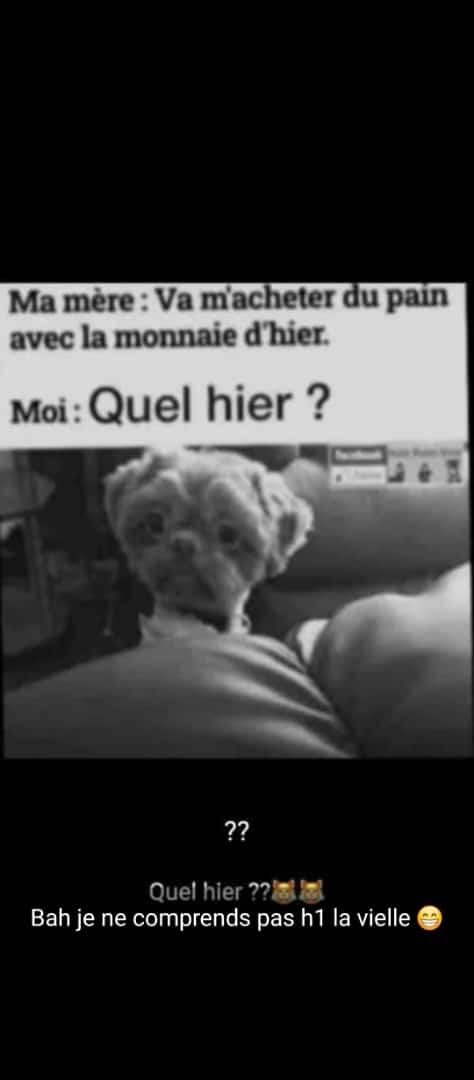 Ma mère : Va m'acheter du pain
avec la monnaie d'hier.
Moi : Quel hier ?
facebook
??
Quel hier ??😹😹
Bah je ne comprends pas h1 la vielle 😁